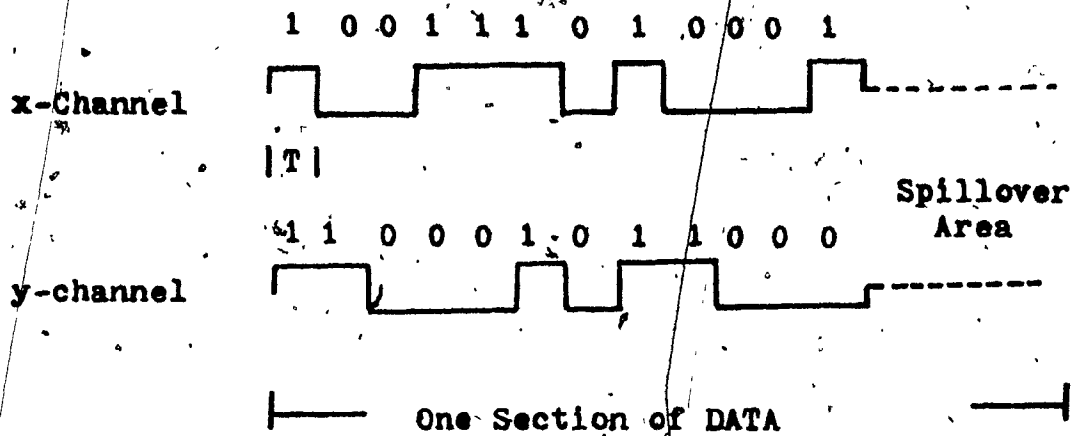 1 0 0 1 1 1 0 1 0 0 0 1
x-Channel
|T|
Spillover
Area
1 1 0 0 0 1 0 1 1 0 0 0
y-channel
One Section of DATA